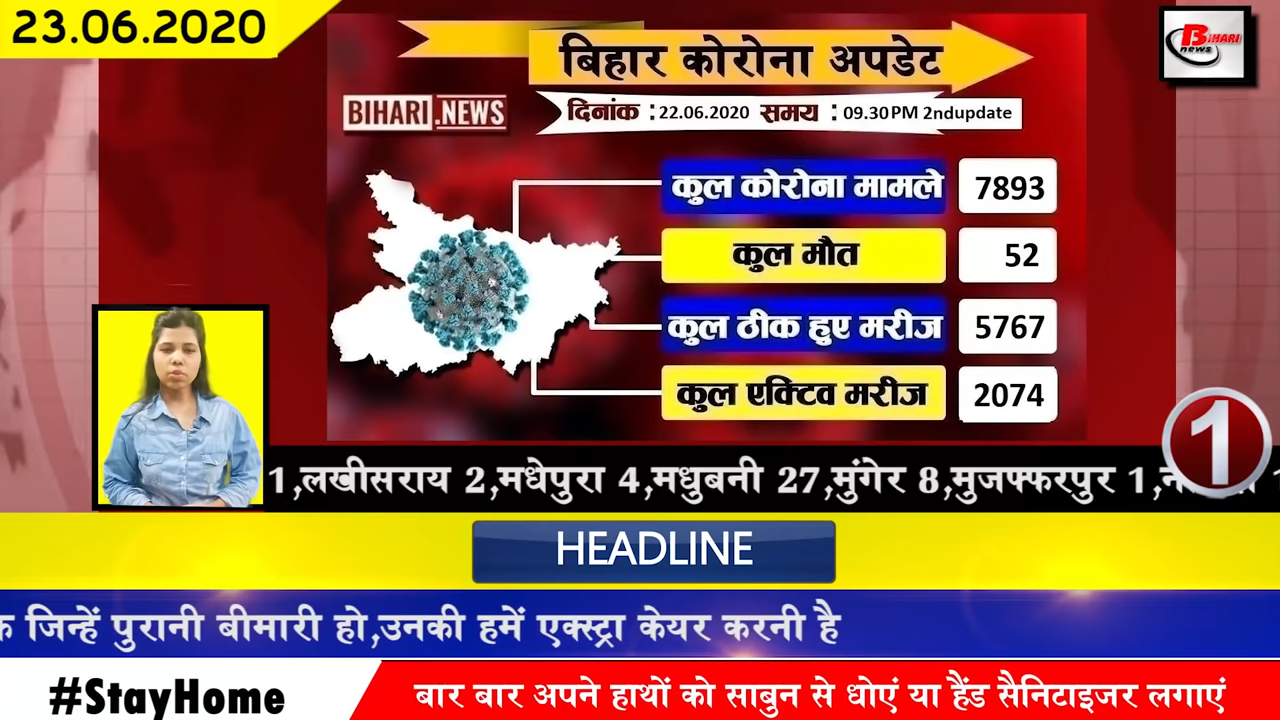 23.06.2020
BIHARI
news
बिहार कोरोना अपडेट
BIHARI.NEWS
दिनांक : 22.06.2020 समय : 09.30PM 2ndupdate
कुल कोरोना मामले 7893
कुल मौत 52
कुल ठीक हुए मरीज 5767
कुल एक्टिव मरीज 2074
1
1,लखीसराय 2,मधेपुरा 4,मधुबनी 27,मुंगेर 8,मुजफ्फरपुर 1,
HEADLINE
जिन्हें पुरानी बीमारी हो,उनकी हमें एक्स्ट्रा केयर करनी है
#StayHome
बार बार अपने हाथों को साबुन से धोएं या हैंड सैनिटाइजर लगाएं